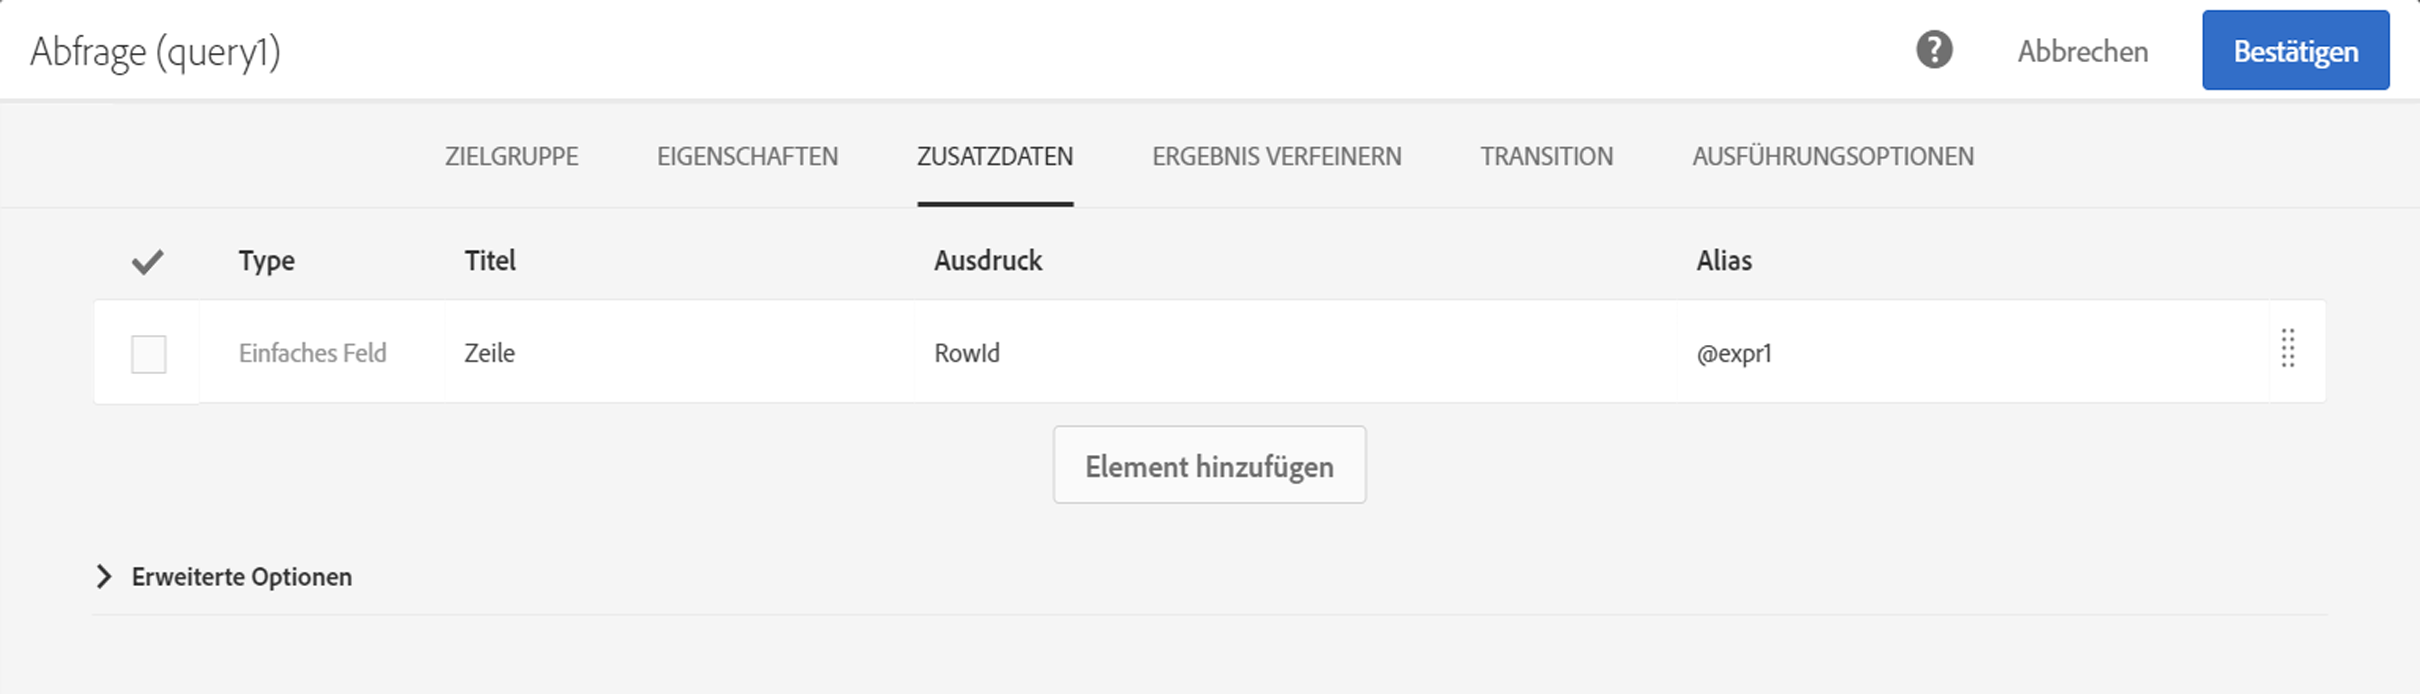 Abfrage (query1)
? Abbrechen Bestätigen
ZIELGRUPPE EIGENSCHAFTEN ZUSATZDATEN ERGEBNIS VERFEINERN TRANSITION AUSFÜHRUNGSOPTIONEN
Type Titel Ausdruck Alias
Einfaches Feld Zeile RowId @expr1
Element hinzufügen
Erweiterte Optionen